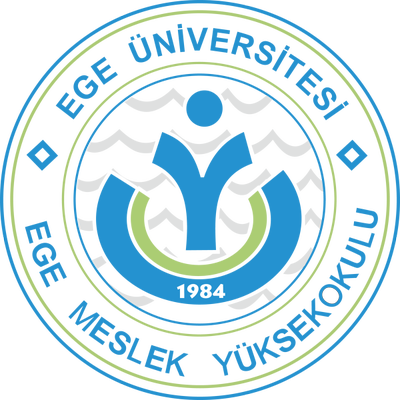 EGE ÜNİVERSİTESİ
1984
EGE MESLEK YÜKSEKOKULU